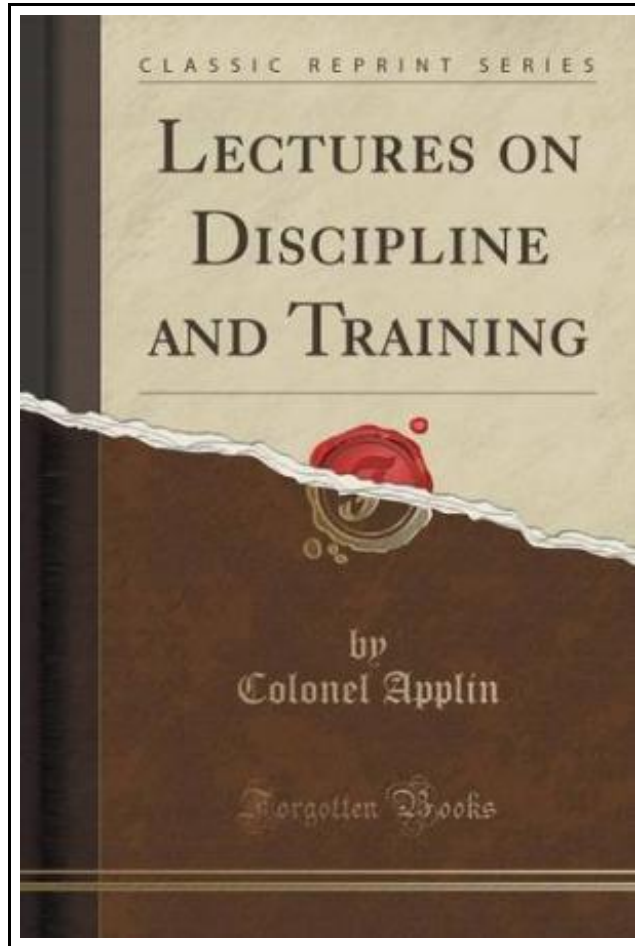 CLASSIC REPRINT SERIES
LECTURES ON
DISCIPLINE
AND TRAINING
F
by
Colonel Applin
Forgotten Books